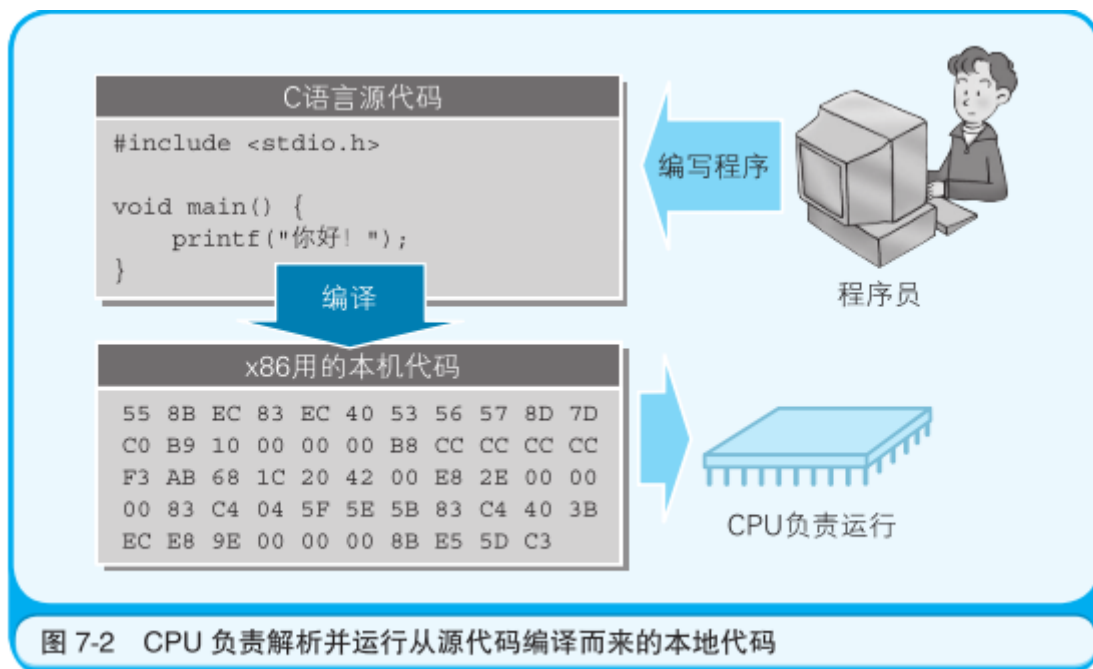 C语言源代码
#include <stdio.h>
void main() {
    printf("你好! ");
}
编写程序
程序员
编译
x86用的本机代码
55 8B EC 83 EC 40 53 56 57 8D 7D
C0 B9 10 00 00 00 B8 CC CC CC CC
F3 AB 68 1C 20 42 00 E8 2E 00 00
00 83 C4 04 5F 5E 5B 83 C4 40 3B
EC E8 9E 00 00 00 8B E5 5D C3
CPU负责运行
图 7-2 CPU 负责解析并运行从源代码编译而来的本地代码